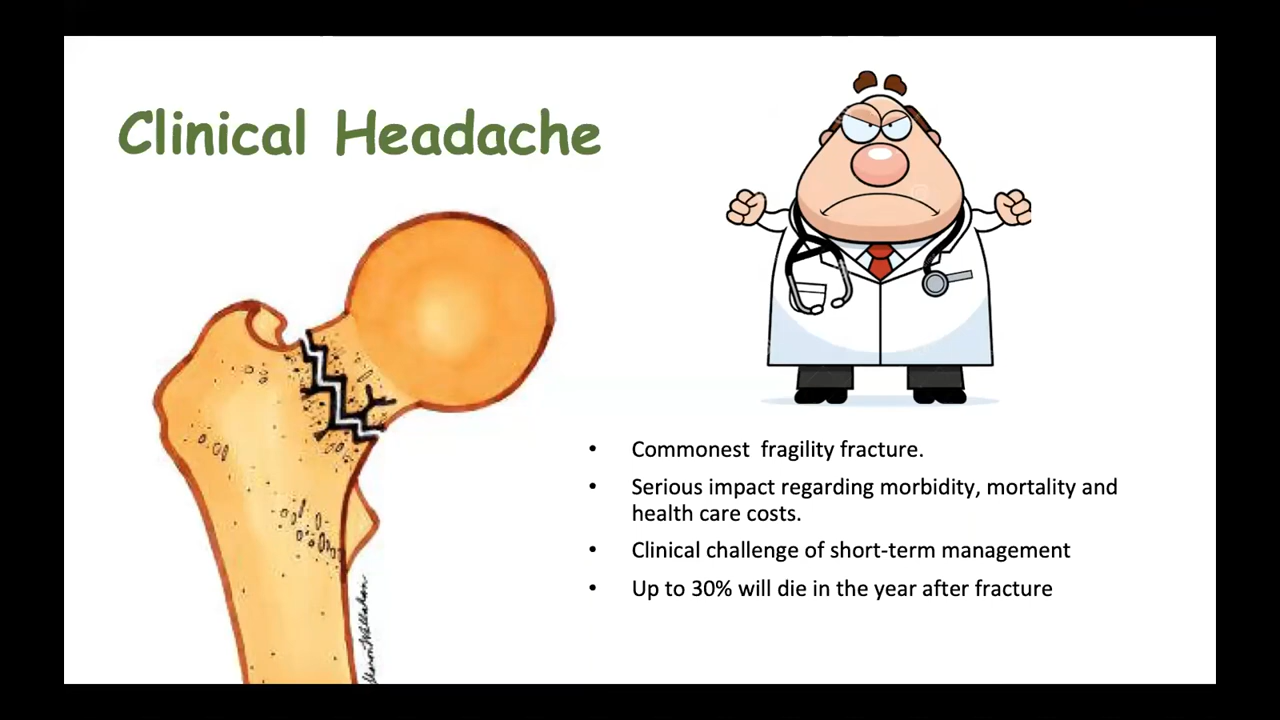 Clinical Headache
• Commonest fragility fracture.
• Serious impact regarding morbidity, mortality and
health care costs.
• Clinical challenge of short-term management
• Up to 30% will die in the year after fracture